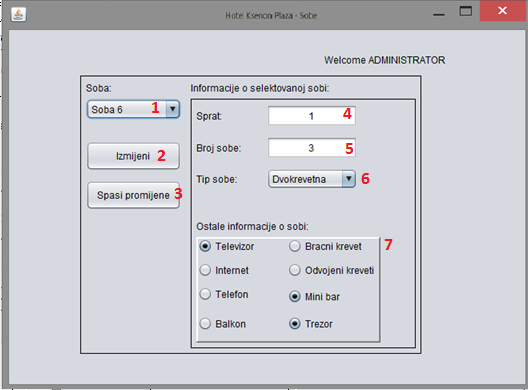 Hotel Ksenon Plaza - Sobe
Welcome ADMINISTRATOR
Soba:
Soba 6 1
Izmijeni 2
Spasi promijene 3
Informacije o selektovanoj sobi:
Sprat: 1 4
Broj sobe: 3 5
Tip sobe: Dvokrevetna 6
Ostale informacije o sobi:
Televizor Bracni krevet 7
Internet Odvojeni kreveti
Telefon Mini bar
Balkon Trezor